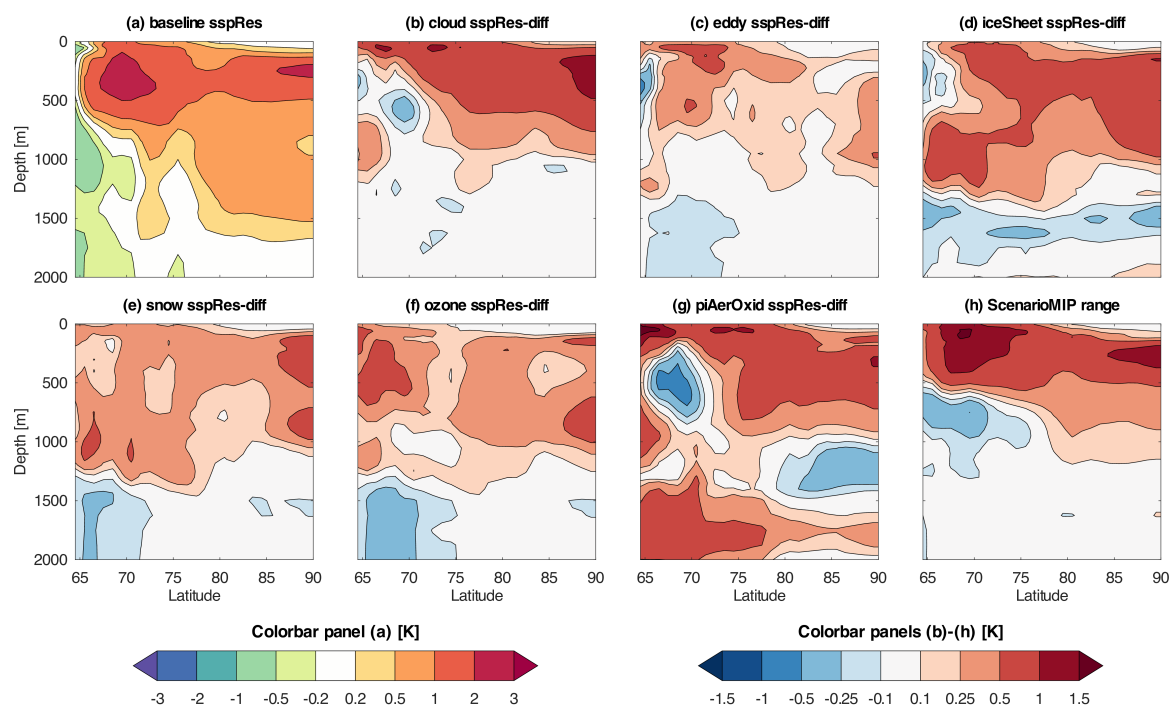 (a) baseline sspRes
(b) cloud sspRes-diff
(c) eddy sspRes-diff
(d) iceSheet sspRes-diff
0
500
1000
1500
2000
Depth [m]
(e) snow sspRes-diff
(f) ozone sspRes-diff
(g) piAerOxid sspRes-diff
(h) ScenarioMIP range
0
500
1000
1500
2000
Depth [m]
65 70 75 80 85 90
65 70 75 80 85 90
65 70 75 80 85 90
65 70 75 80 85 90
Latitude
Latitude
Latitude
Latitude
Colorbar panel (a) [K]
-3 -2 -1 -0.5 -0.2 0.2 0.5 1 2 3
Colorbar panels (b)-(h) [K]
-1.5 -1 -0.5 -0.25 -0.1 0.1 0.25 0.5 1 1.5